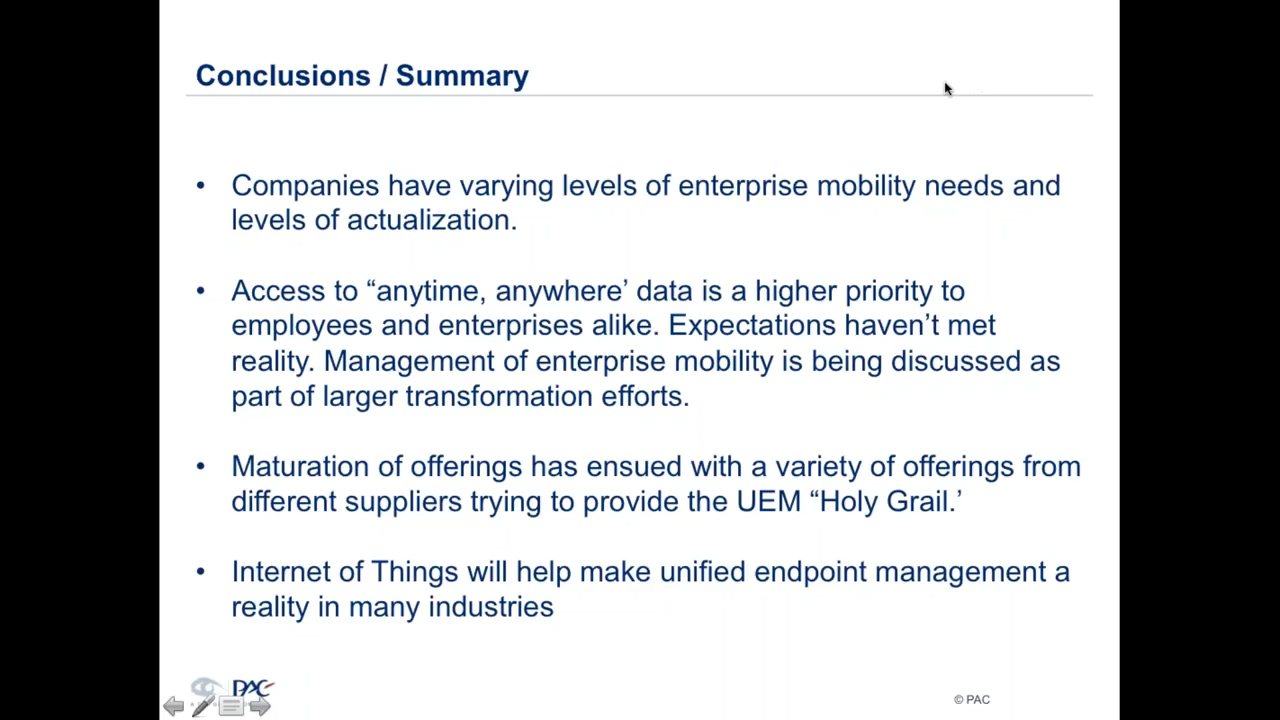 Conclusions / Summary
• Companies have varying levels of enterprise mobility needs and
levels of actualization.
• Access to “anytime, anywhere’ data is a higher priority to
employees and enterprises alike. Expectations haven’t met
reality. Management of enterprise mobility is being discussed as
part of larger transformation efforts.
• Maturation of offerings has ensued with a variety of offerings from
different suppliers trying to provide the UEM “Holy Grail.’
• Internet of Things will help make unified endpoint management a
reality in many industries
PAC
© PAC